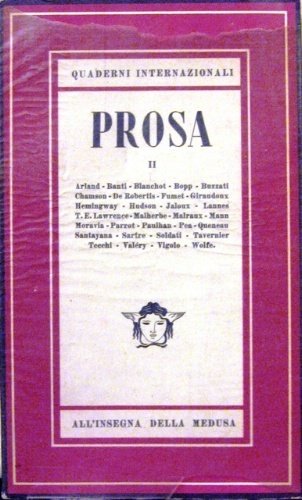 QUADERNI INTERNAZIONALI
PROSA
II
Arland - Banti - Blanchot - Bopp - Buzzati
Chamson - De Robertis - Fumet - Giraudoux
Hemingway - Hudson - Jaloux - Lannes
T. E. Lawrence - Malherbe - Malraux - Mann
Moravia - Parrot - Paulhan - Pea - Queneau
Santayana - Sartre - Soldati - Tavernier
Tecchi - Valéry - Vigolo - Wolfe.
ALL'INSEGNA DELLA MEDUSA